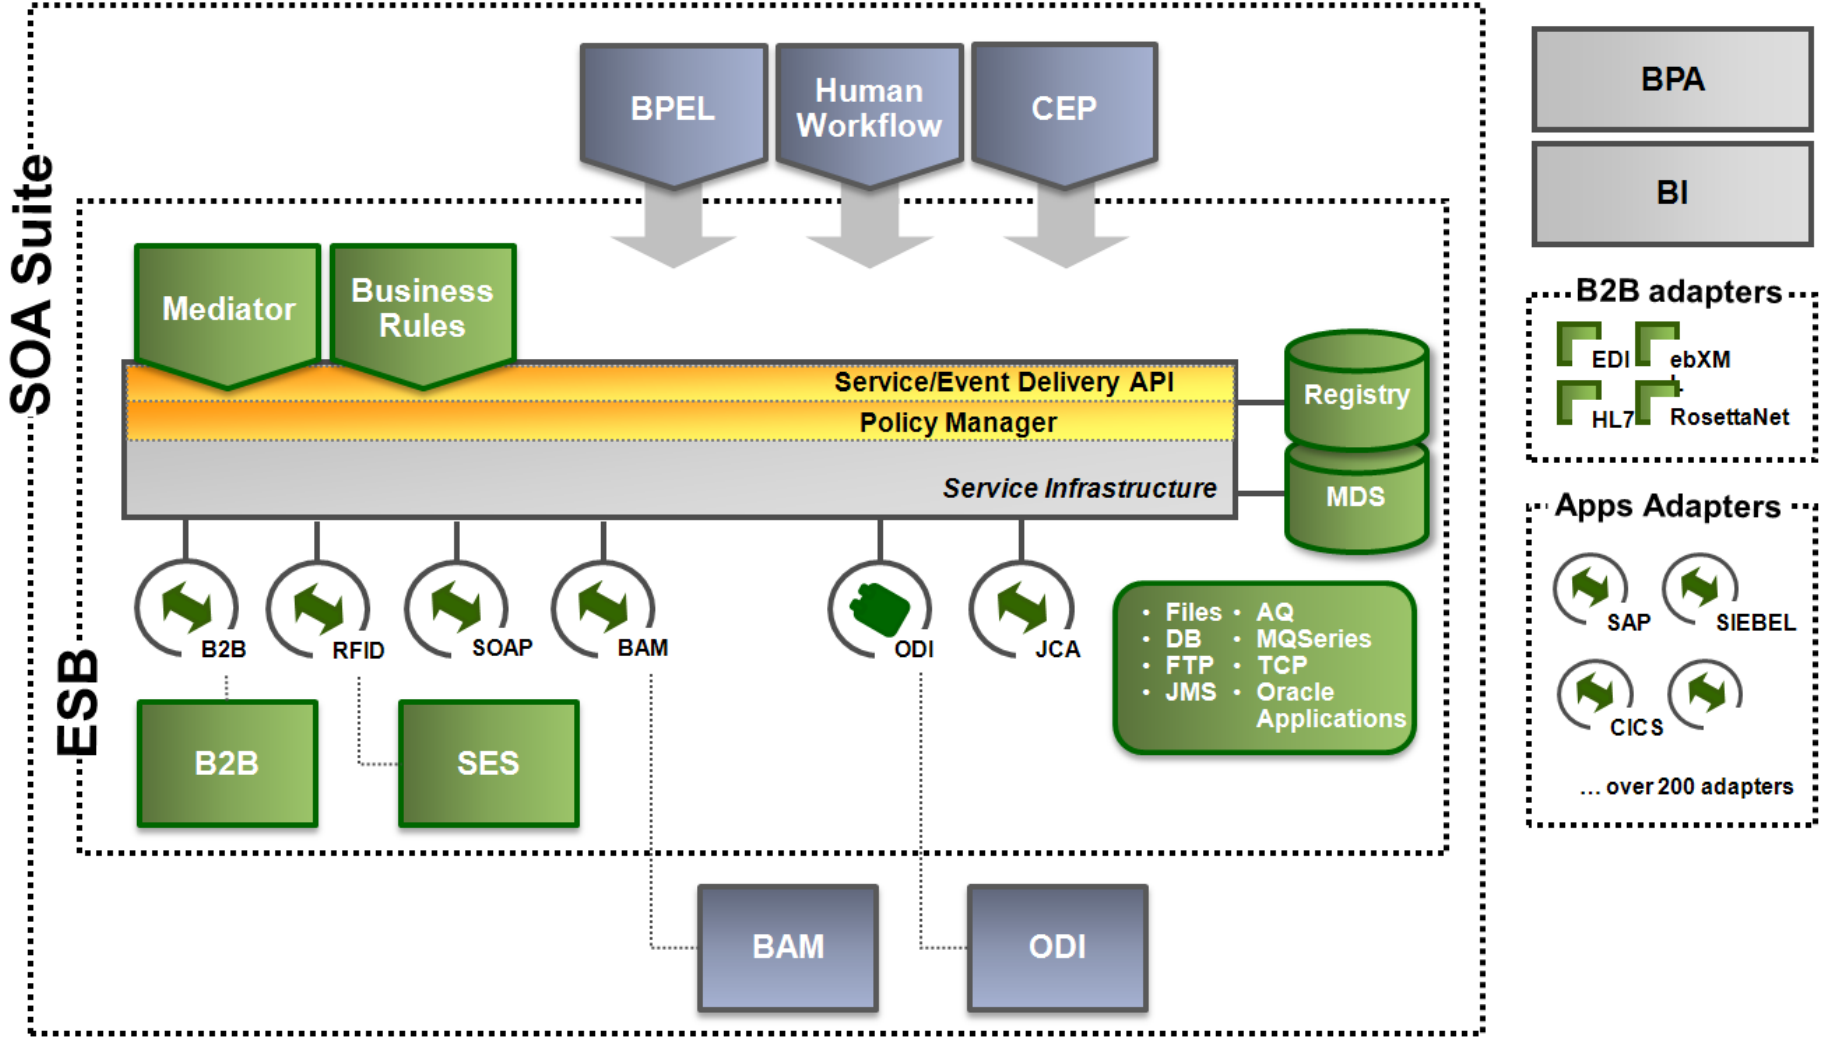 SOA Suite
ESB
BPEL
Human
Workflow
CEP
Mediator
Business
Rules
Service/Event Delivery API
Policy Manager
Service Infrastructure
Registry
MDS
B2B
RFID
SOAP
BAM
ODI
JCA
• Files
• DB
• FTP
• JMS
• AQ
• MQSeries
• TCP
• Oracle
Applications
B2B
SES
BAM
ODI
BPA
BI
B2B adapters
EDI
ebXM
L
HL7
RosettaNet
Apps Adapters
SAP
SIEBEL
CICS
... over 200 adapters